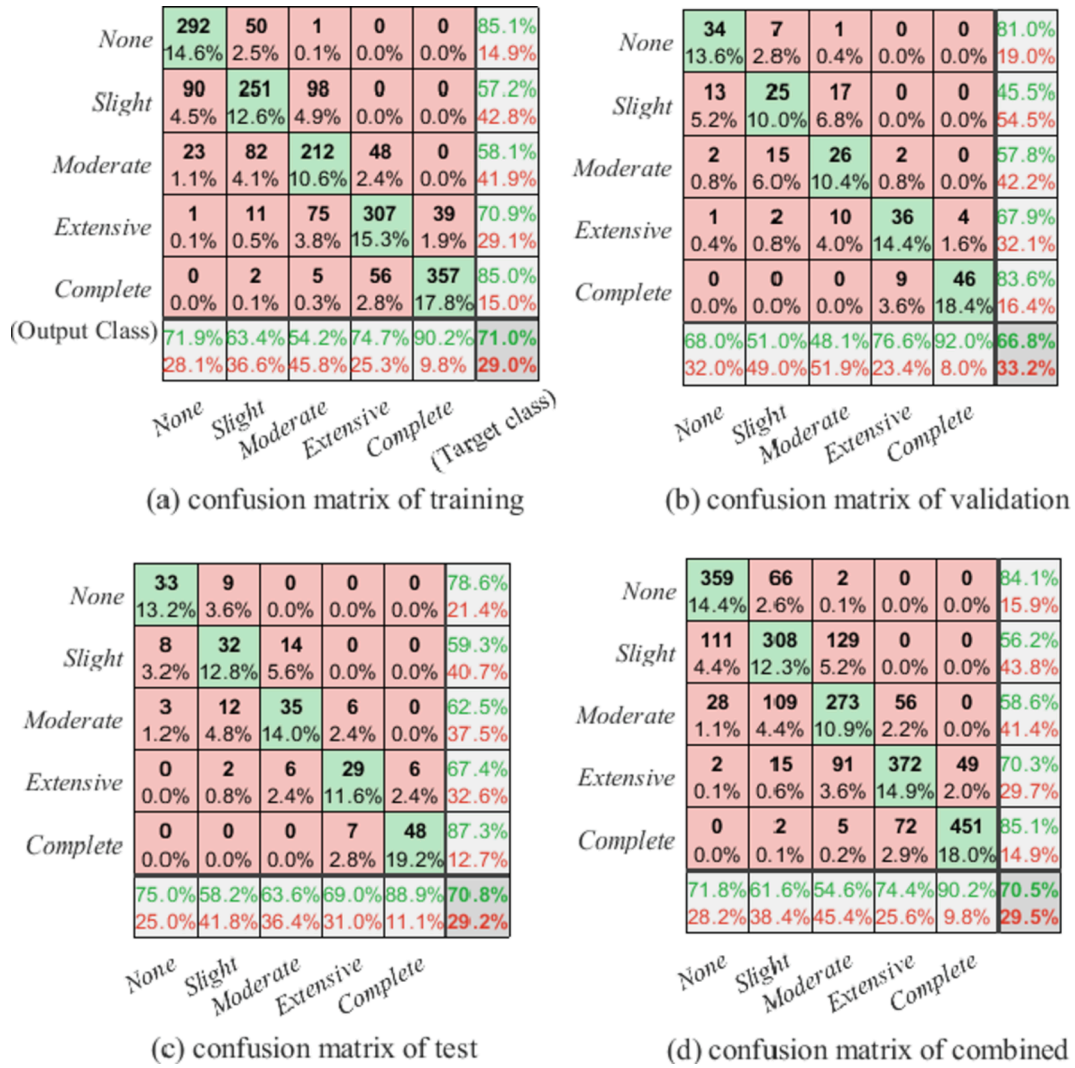 None 292 50 1 0 0 85.1%
14.6% 2.5% 0.1% 0.0% 0.0% 14.9%
Slight 90 251 98 0 0 57.2%
4.5% 12.6% 4.9% 0.0% 0.0% 42.8%
Moderate 23 82 212 48 0 58.1%
1.1% 4.1% 10.6% 2.4% 0.0% 41.9%
Extensive 1 11 75 307 39 70.9%
0.1% 0.5% 3.8% 15.3% 1.9% 29.1%
Complete 0 2 5 56 357 85.0%
0.0% 0.1% 0.3% 2.8% 17.8% 15.0%
(Output Class) 71.9% 63.4% 54.2% 74.7% 90.2% 71.0%
28.1% 36.6% 45.8% 25.3% 9.8% 29.0%
None Slight Moderate Extensive Complete (Target class)
(a) confusion matrix of training
None 34 7 1 0 0 81.0%
13.6% 2.8% 0.4% 0.0% 0.0% 19.0%
Slight 13 25 17 0 0 45.5%
5.2% 10.0% 6.8% 0.0% 0.0% 54.5%
Moderate 2 15 26 2 0 57.8%
0.8% 6.0% 10.4% 0.8% 0.0% 42.2%
Extensive 1 2 10 36 4 67.9%
0.4% 0.8% 4.0% 14.4% 1.6% 32.1%
Complete 0 0 0 9 46 83.6%
0.0% 0.0% 0.0% 3.6% 18.4% 16.4%
68.0% 51.0% 48.1% 76.6% 92.0% 66.8%
32.0% 49.0% 51.9% 23.4% 8.0% 33.2%
None Slight Moderate Extensive Complete
(b) confusion matrix of validation
None 33 9 0 0 0 78.6%
13.2% 3.6% 0.0% 0.0% 0.0% 21.4%
Slight 8 32 14 0 0 59.3%
3.2% 12.8% 5.6% 0.0% 0.0% 40.7%
Moderate 3 12 35 6 0 62.5%
1.2% 4.8% 14.0% 2.4% 0.0% 37.5%
Extensive 0 2 6 29 6 67.4%
0.0% 0.8% 2.4% 11.6% 2.4% 32.6%
Complete 0 0 0 7 48 87.3%
0.0% 0.0% 0.0% 2.8% 19.2% 12.7%
75.0% 58.2% 63.6% 69.0% 88.9% 70.8%
25.0% 41.8% 36.4% 31.0% 11.1% 29.2%
None Slight Moderate Extensive Complete
(c) confusion matrix of test
None 359 66 2 0 0 84.1%
14.4% 2.6% 0.1% 0.0% 0.0% 15.9%
Slight 111 308 129 0 0 56.2%
4.4% 12.3% 5.2% 0.0% 0.0% 43.8%
Moderate 28 109 273 56 0 58.6%
1.1% 4.4% 10.9% 2.2% 0.0% 41.4%
Extensive 2 15 91 372 49 70.3%
0.1% 0.6% 3.6% 14.9% 2.0% 29.7%
Complete 0 2 5 72 451 85.1%
0.0% 0.1% 0.2% 2.9% 18.0% 14.9%
71.8% 61.6% 54.6% 74.4% 90.2% 70.5%
28.2% 38.4% 45.4% 25.6% 9.8% 29.5%
None Slight Moderate Extensive Complete
(d) confusion matrix of combined